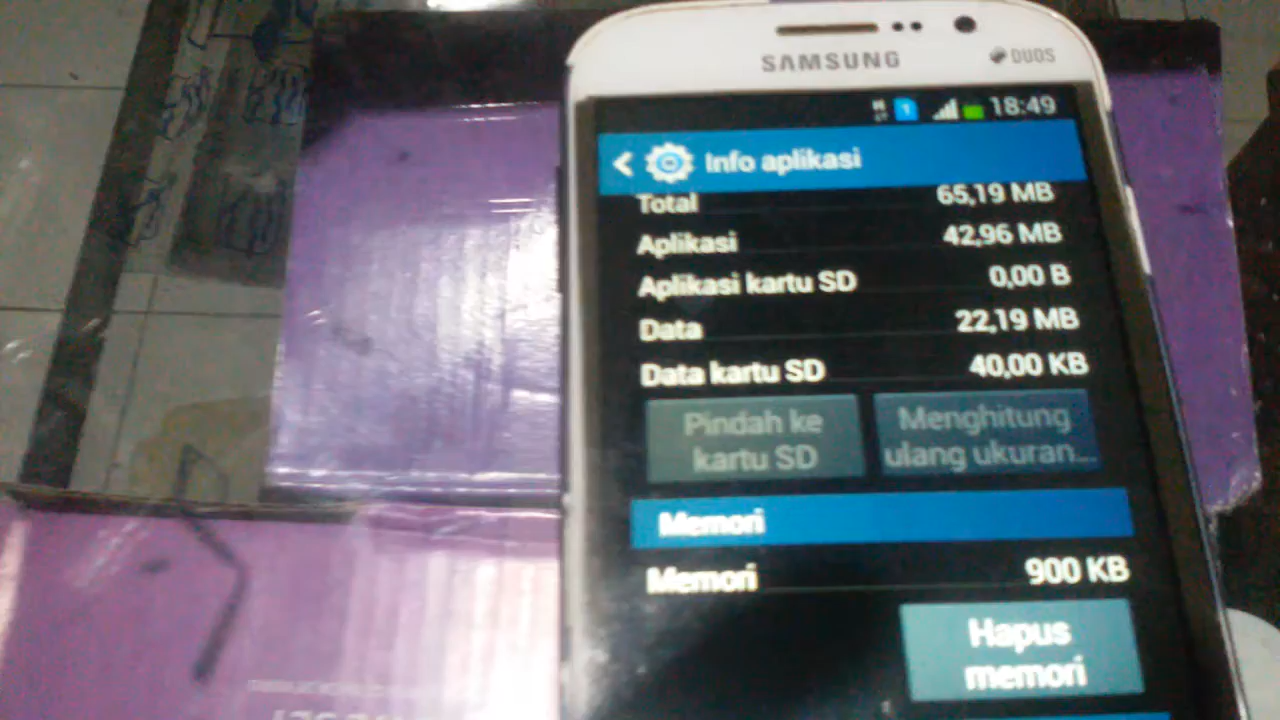 SAMSUNG
DUOS
18:49
Info aplikasi
Total 65,19 MB
Aplikasi 42,96 MB
Aplikasi kartu SD 0,00 B
Data 22,19 MB
Data kartu SD 40,00 KB
Pindah ke
kartu SD
Menghitung
ulang ukuran...
Memori
Memori 900 KB
Hapus
memori